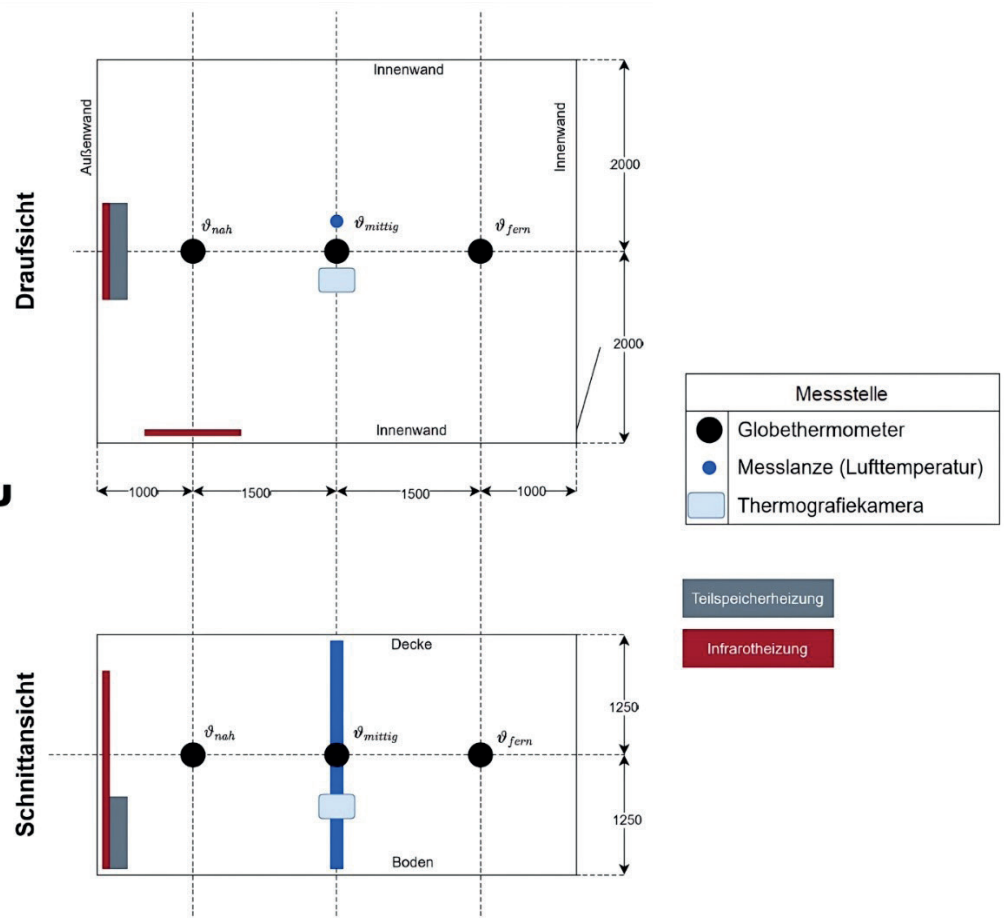 Draufsicht
Außenwand
Innenwand
Innenwand
2000
ϑnah
ϑmittig
ϑfern
2000
Innenwand
1000
1500
1500
1000
Messstelle
Globethermometer
Messlanze (Lufttemperatur)
Thermografiekamera
Teilspeicherheizung
Infrarotheizung
Schnittansicht
Decke
1250
ϑnah
ϑmittig
ϑfern
1250
Boden